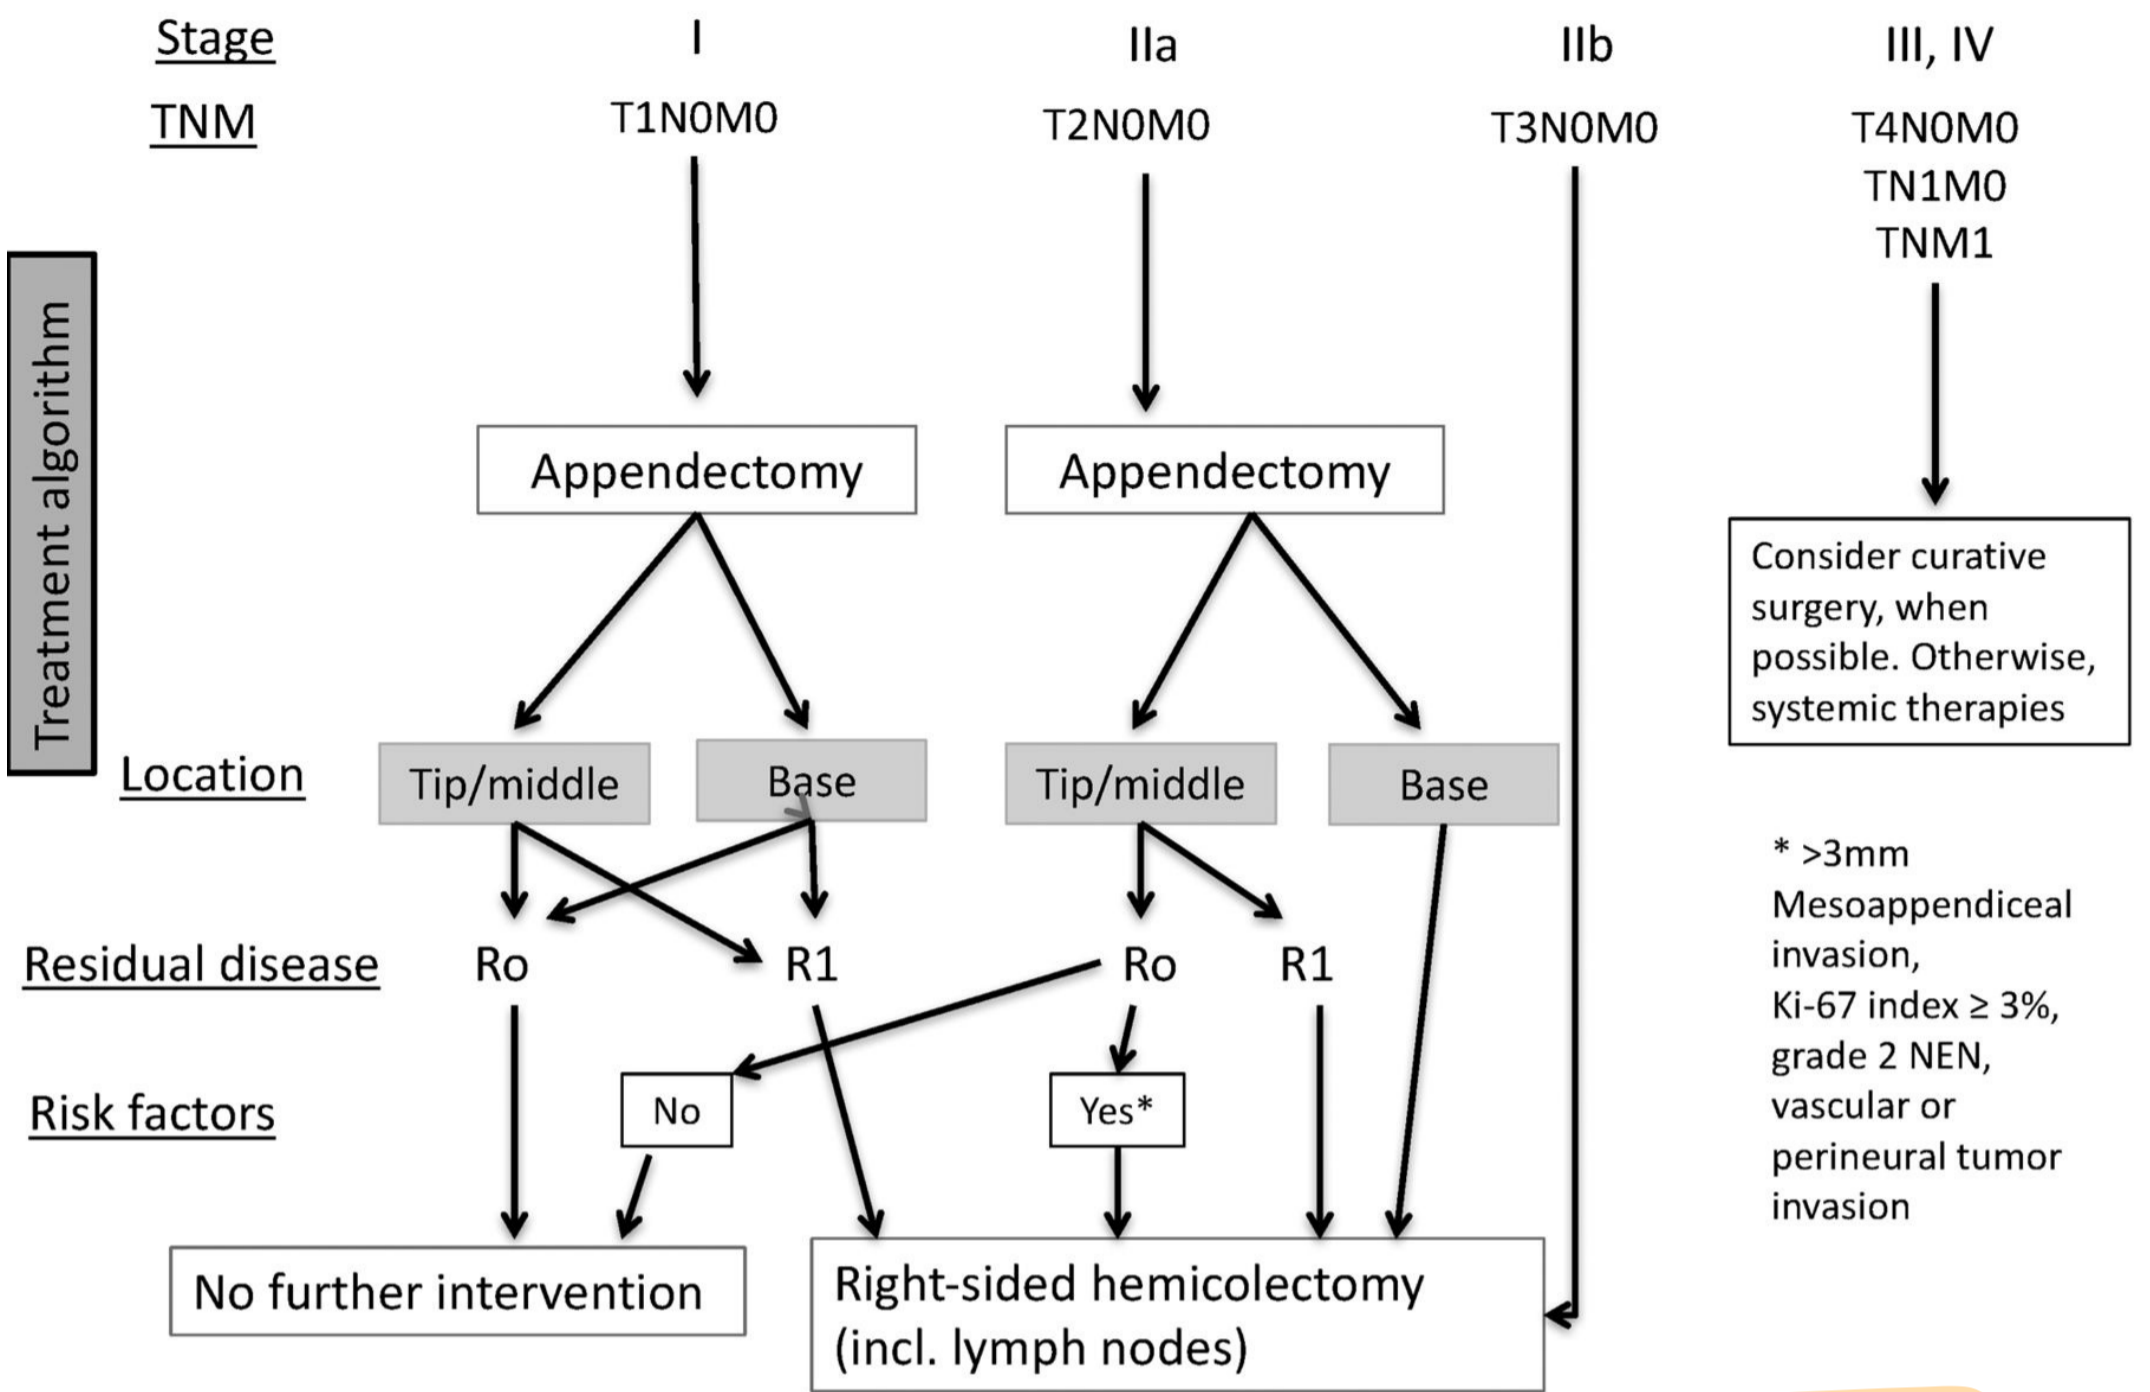 Stage I IIa IIb III, IV
TNM T1N0M0 T2N0M0 T3N0M0 T4N0M0
TN1M0
TNM1
Treatment algorithm
Appendectomy Appendectomy
Consider curative
surgery, when
possible. Otherwise,
systemic therapies
Location Tip/middle Base Tip/middle Base
Residual disease Ro R1 Ro R1
Risk factors No Yes*
* >3mm
Mesoappendiceal
invasion,
Ki-67 index ≥ 3%,
grade 2 NEN,
vascular or
perineural tumor
invasion
No further intervention
Right-sided hemicolectomy
(incl. lymph nodes)